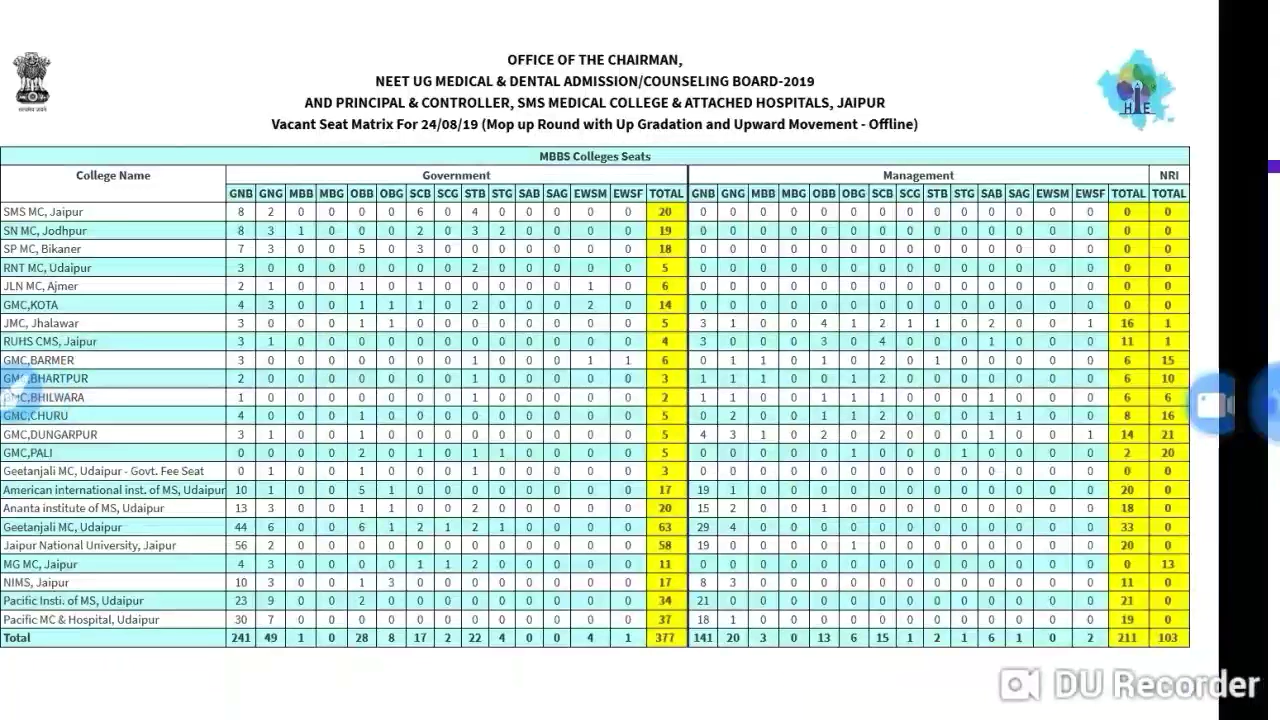 OFFICE OF THE CHAIRMAN,
NEET UG MEDICAL & DENTAL ADMISSION/COUNSELING BOARD-2019
AND PRINCIPAL & CONTROLLER, SMS MEDICAL COLLEGE & ATTACHED HOSPITALS, JAIPUR
Vacant Seat Matrix For 24/08/19 (Mop up Round with Up Gradation and Upward Movement - Offline)
MBBS Colleges Seats
College Name Government Management NRI
GNB GNG MBB MBG OBB OBG SCB SCG STB STG SAB SAG EWSM EWSF TOTAL GNB GNG MBB MBG OBB OBG SCB SCG STB STG SAB SAG EWSM EWSF TOTAL TOTAL
SMS MC, Jaipur 8 2 0 0 0 0 6 0 4 0 0 0 0 0 20 0 0 0 0 0 0 0 0 0 0 0 0 0 0 0 0
SN MC, Jodhpur 8 3 1 0 0 0 2 0 3 2 0 0 0 0 19 0 0 0 0 0 0 0 0 0 0 0 0 0 0 0 0
SP MC, Bikaner 7 3 0 0 5 0 3 0 0 0 0 0 0 0 18 0 0 0 0 0 0 0 0 0 0 0 0 0 0 0 0
RNT MC, Udaipur 3 0 0 0 0 0 0 0 2 0 0 0 0 0 5 0 0 0 0 0 0 0 0 0 0 0 0 0 0 0 0
JLN MC, Ajmer 2 1 0 0 1 0 1 0 0 0 0 0 1 0 6 0 0 0 0 0 0 0 0 0 0 0 0 0 0 0 0
GMC,KOTA 4 3 0 0 1 1 1 0 2 0 0 0 2 0 14 0 0 0 0 0 0 0 0 0 0 0 0 0 0 0 0
JMC, Jhalawar 3 0 0 0 1 1 0 0 0 0 0 0 0 0 5 3 1 0 0 4 1 2 1 1 0 2 0 0 1 16 1
RUHS CMS, Jaipur 3 1 0 0 0 0 0 0 0 0 0 0 0 0 4 3 0 0 0 3 0 4 0 0 0 1 0 0 0 11 1
GMC,BARMER 3 0 0 0 0 0 0 0 1 0 0 0 1 1 6 0 1 1 0 1 0 2 0 1 0 0 0 0 0 6 15
GMC,BHARTPUR 2 0 0 0 0 0 0 0 1 0 0 0 0 0 3 1 1 1 0 0 1 2 0 0 0 0 0 0 0 6 10
GMC,BHILWARA 1 0 0 0 0 0 0 0 1 0 0 0 0 0 2 1 1 0 0 1 1 1 0 0 0 1 0 0 0 6 6
GMC,CHURU 4 0 0 0 1 0 0 0 0 0 0 0 0 0 5 0 2 0 0 1 1 2 0 0 0 1 1 0 0 8 16
GMC,DUNGARPUR 3 1 0 0 1 0 0 0 0 0 0 0 0 0 5 4 3 1 0 2 0 2 0 0 0 1 0 0 1 14 21
GMC,PALI 0 0 0 0 2 0 1 0 1 1 0 0 0 0 5 0 0 0 0 0 1 0 0 0 1 0 0 0 0 2 20
Geetanjali MC, Udaipur - Govt. Fee Seat 0 1 0 0 1 0 0 0 1 0 0 0 0 0 3 0 0 0 0 0 0 0 0 0 0 0 0 0 0 0 0
American international inst. of MS, Udaipur 10 1 0 0 5 1 0 0 0 0 0 0 0 0 17 19 1 0 0 0 0 0 0 0 0 0 0 0 0 20 0
Ananta institute of MS, Udaipur 13 3 0 0 1 1 0 0 2 0 0 0 0 0 20 15 2 0 0 1 0 0 0 0 0 0 0 0 0 18 0
Geetanjali MC, Udaipur 44 6 0 0 6 1 2 1 2 1 0 0 0 0 63 29 4 0 0 0 0 0 0 0 0 0 0 0 0 33 0
Jaipur National University, Jaipur 56 2 0 0 0 0 0 0 0 0 0 0 0 0 58 19 0 0 0 0 1 0 0 0 0 0 0 0 0 20 0
MG MC, Jaipur 4 3 0 0 0 0 1 1 2 0 0 0 0 0 11 0 0 0 0 0 0 0 0 0 0 0 0 0 0 0 13
NIMS, Jaipur 10 3 0 0 1 3 0 0 0 0 0 0 0 0 17 8 3 0 0 0 0 0 0 0 0 0 0 0 0 11 0
Pacific Insti. of MS, Udaipur 23 9 0 0 2 0 0 0 0 0 0 0 0 0 34 21 0 0 0 0 0 0 0 0 0 0 0 0 0 21 0
Pacific MC & Hospital, Udaipur 30 7 0 0 0 0 0 0 0 0 0 0 0 0 37 18 1 0 0 0 0 0 0 0 0 0 0 0 0 19 0
Total 241 49 1 0 28 8 17 2 22 4 0 0 4 1 377 141 20 3 0 13 6 15 1 2 1 6 1 0 2 211 103
DU Recorder